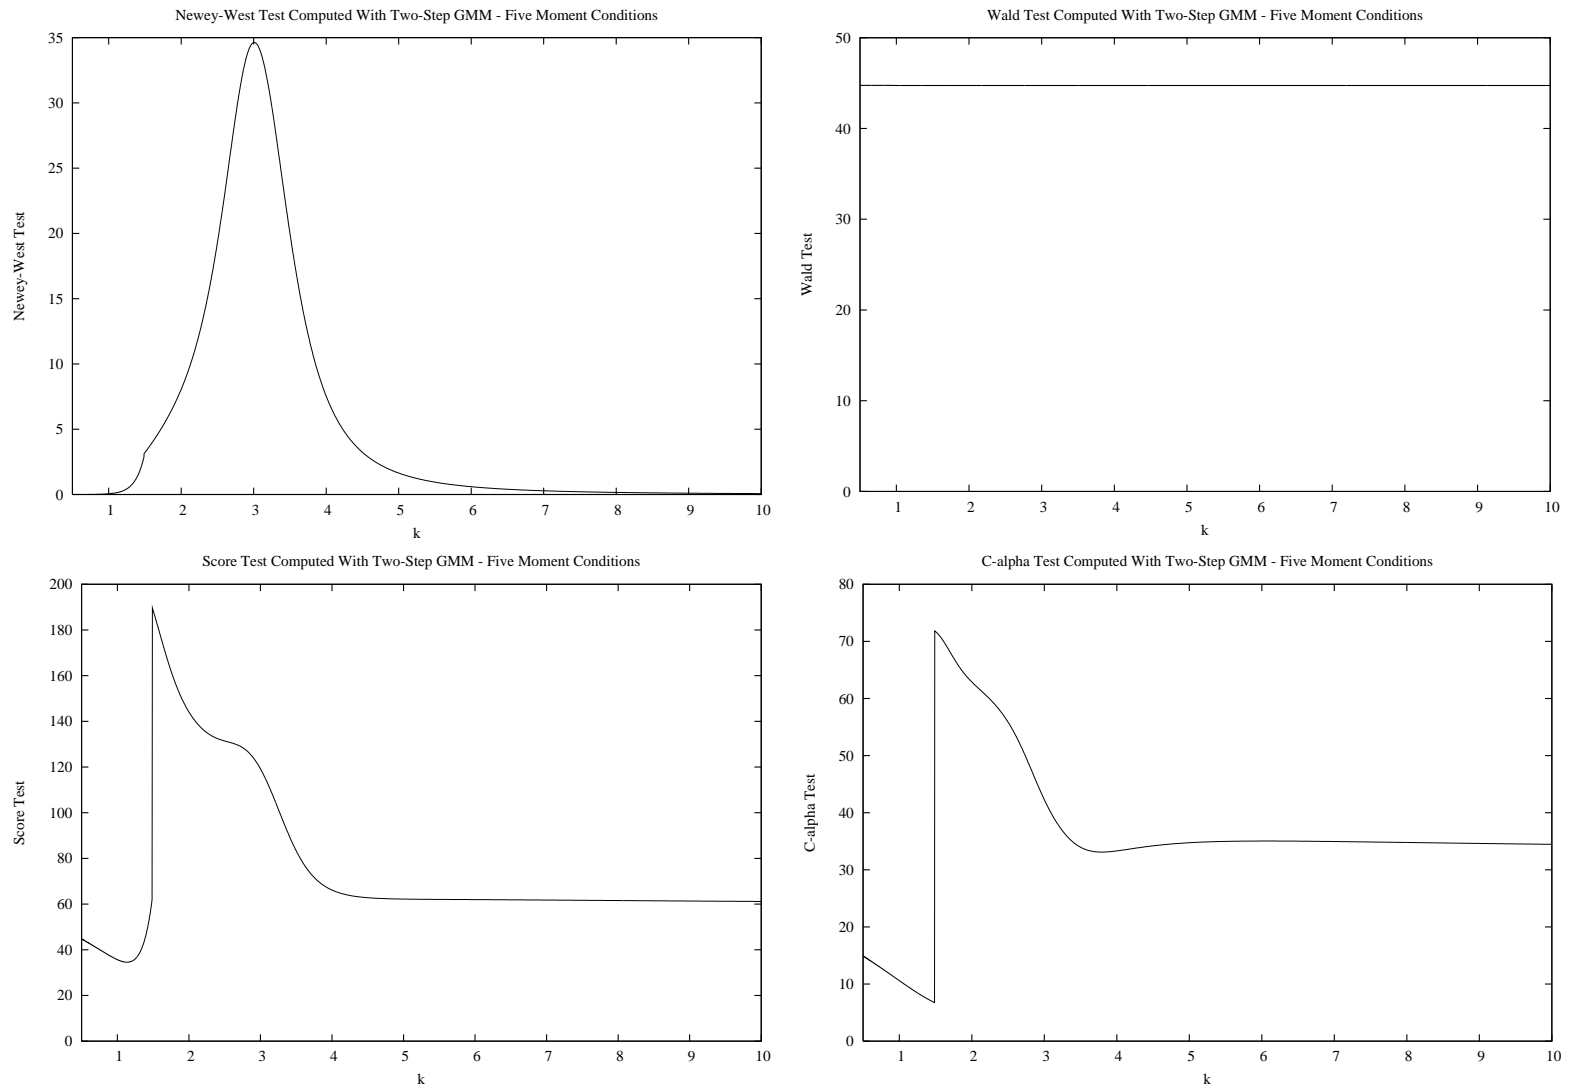 Newey-West Test Computed With Two-Step GMM - Five Moment Conditions
35
30
25
20
15
10
5
0
Newey-West Test
1 2 3 4 5 6 7 8 9 10
k
Wald Test Computed With Two-Step GMM - Five Moment Conditions
50
40
30
20
10
0
Wald Test
1 2 3 4 5 6 7 8 9 10
k
Score Test Computed With Two-Step GMM - Five Moment Conditions
200
180
160
140
120
100
80
60
40
20
0
Score Test
1 2 3 4 5 6 7 8 9 10
k
C-alpha Test Computed With Two-Step GMM - Five Moment Conditions
80
70
60
50
40
30
20
10
0
C-alpha Test
1 2 3 4 5 6 7 8 9 10
k